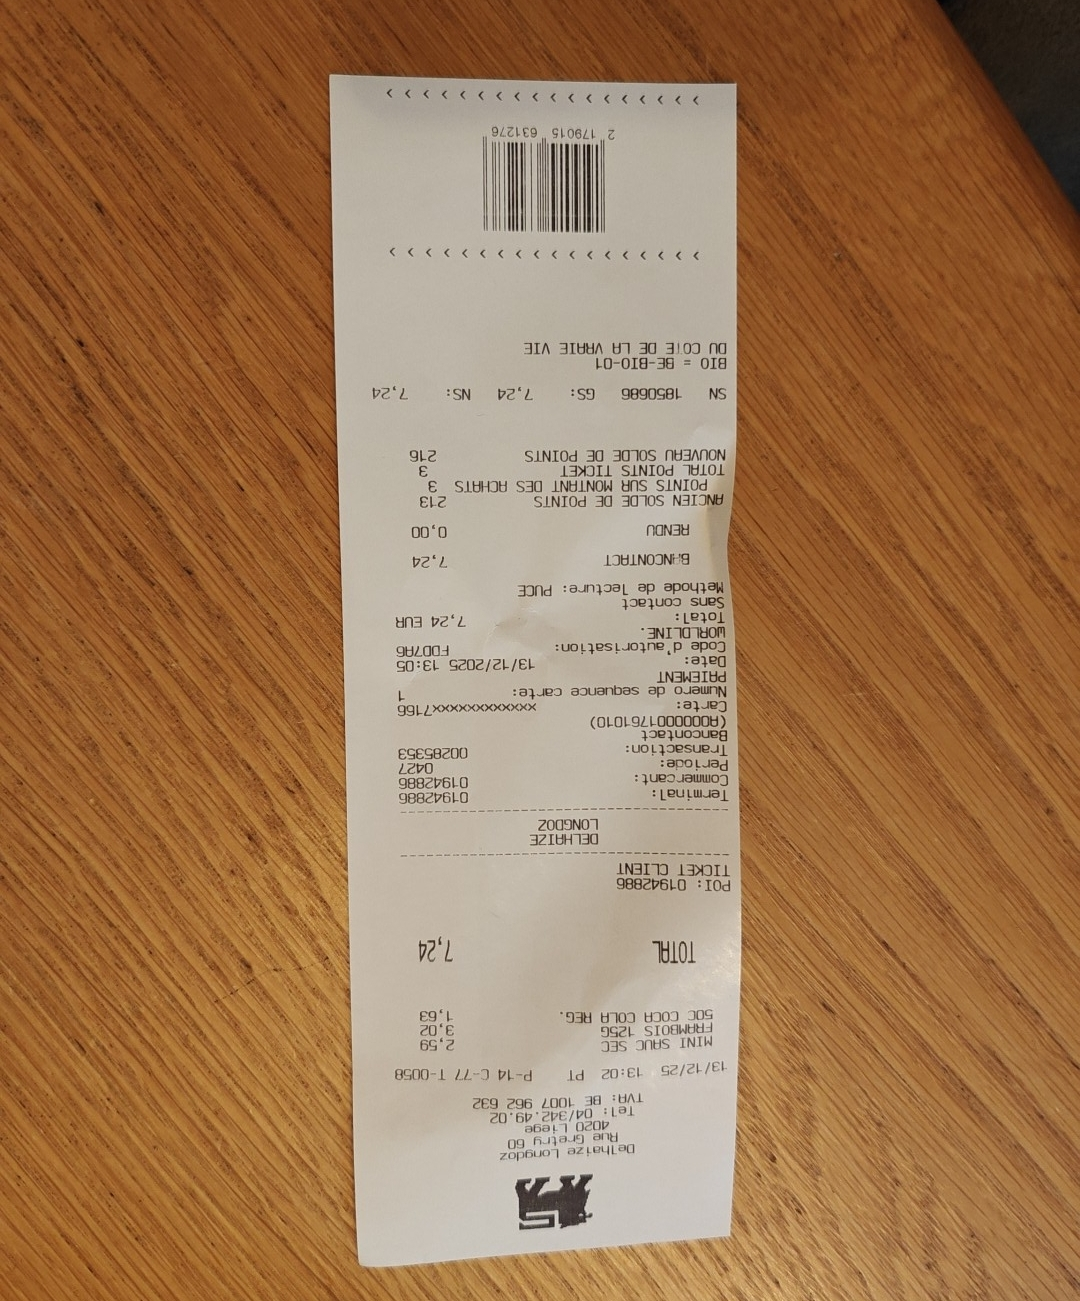 Delhaize Longdoz
Rue Gretry 60
4020 Liege
Tel: 04/342.49.02
TVA: BE 1007 962 632
13/12/25 13:02 PT P-14 C-77 T-0058
MINI SAUC SEC 2,59
FRAMBOIS 125G 3,02
50C COCA COLA REG. 1,63
TOTAL 7,24
POI: 01942886
TICKET CLIENT
DELHAIZE
LONGDOZ
Terminal: 01942886
Commercant: 01942886
Periode: 0427
Transaction: 00285353
Bancontact
(A0000001761010)
Carte: xxxxxxxxxxxxx7166
Numero de sequence carte: 1
PAIEMENT
Date: 13/12/2025 13:05
Code d'autorisation: FDD7A6
WORLDLINE.
Total: 7,24 EUR
Sans contact
Methode de lecture: PUCE
BANCONTACT 7,24
RENDU 0,00
ANCIEN SOLDE DE POINTS 213
POINTS SUR MONTANT DES ACHATS 3
TOTAL POINTS TICKET 3
NOUVEAU SOLDE DE POINTS 216
SN 1850686 GS: 7,24 NS: 7,24
BIO = BE-BIO-01
DU COTE DE LA VRAIE VIE
2 179015 631276